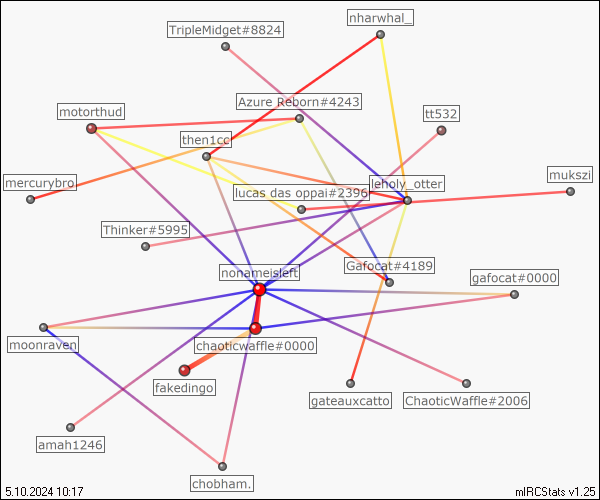 nharwhal_
TripleMidget#8824
Azure Reborn#4243
motorthud
tt532
then1cc
mercurybro
leholy_otter
mukszi
lucas das oppai#2396
Thinker#5995
nonameisleft
Gafocat#4189
gafocat#0000
moonraven
chaoticwaffle#0000
fakedingo
gateauxcatto
ChaoticWaffle#2006
amah1246
chobham.
5.10.2024 10:17
mIRCStats v1.25